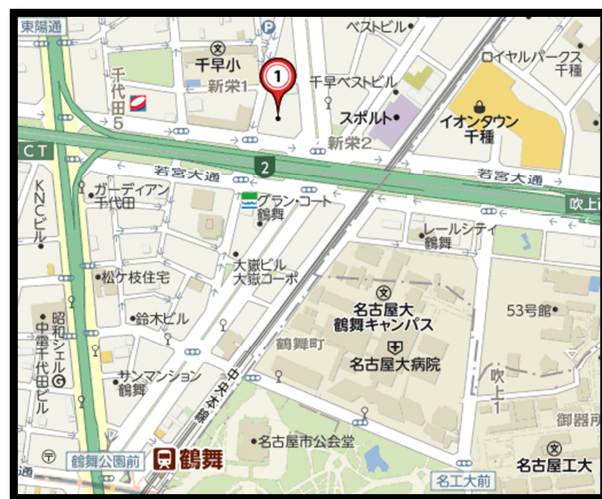 東陽通
P
ベストビル
文
千早小
1
ロイヤルパークス
千種
新栄1
千早ベストビル
千代田5
スポルト
イオンタウン
千種
新栄2
CT
2
若宮大通
若宮大通
吹上
KNCビル
ガーディアン
千代田
グラン・コート
鶴舞
レールシティ
鶴舞
大嶽ビル
大嶽コーポ
松ケ枝住宅
文
名古屋大
鶴舞キャンパス
53号館
昭和シェル
鈴木ビル
鶴舞町
名古屋大病院
中電千代田ビル
サンマンション
鶴舞
中央本線
吹上1
御器所
名古屋市公会堂
文
名古屋工大
鶴舞公園前
鶴舞
名工大前
通